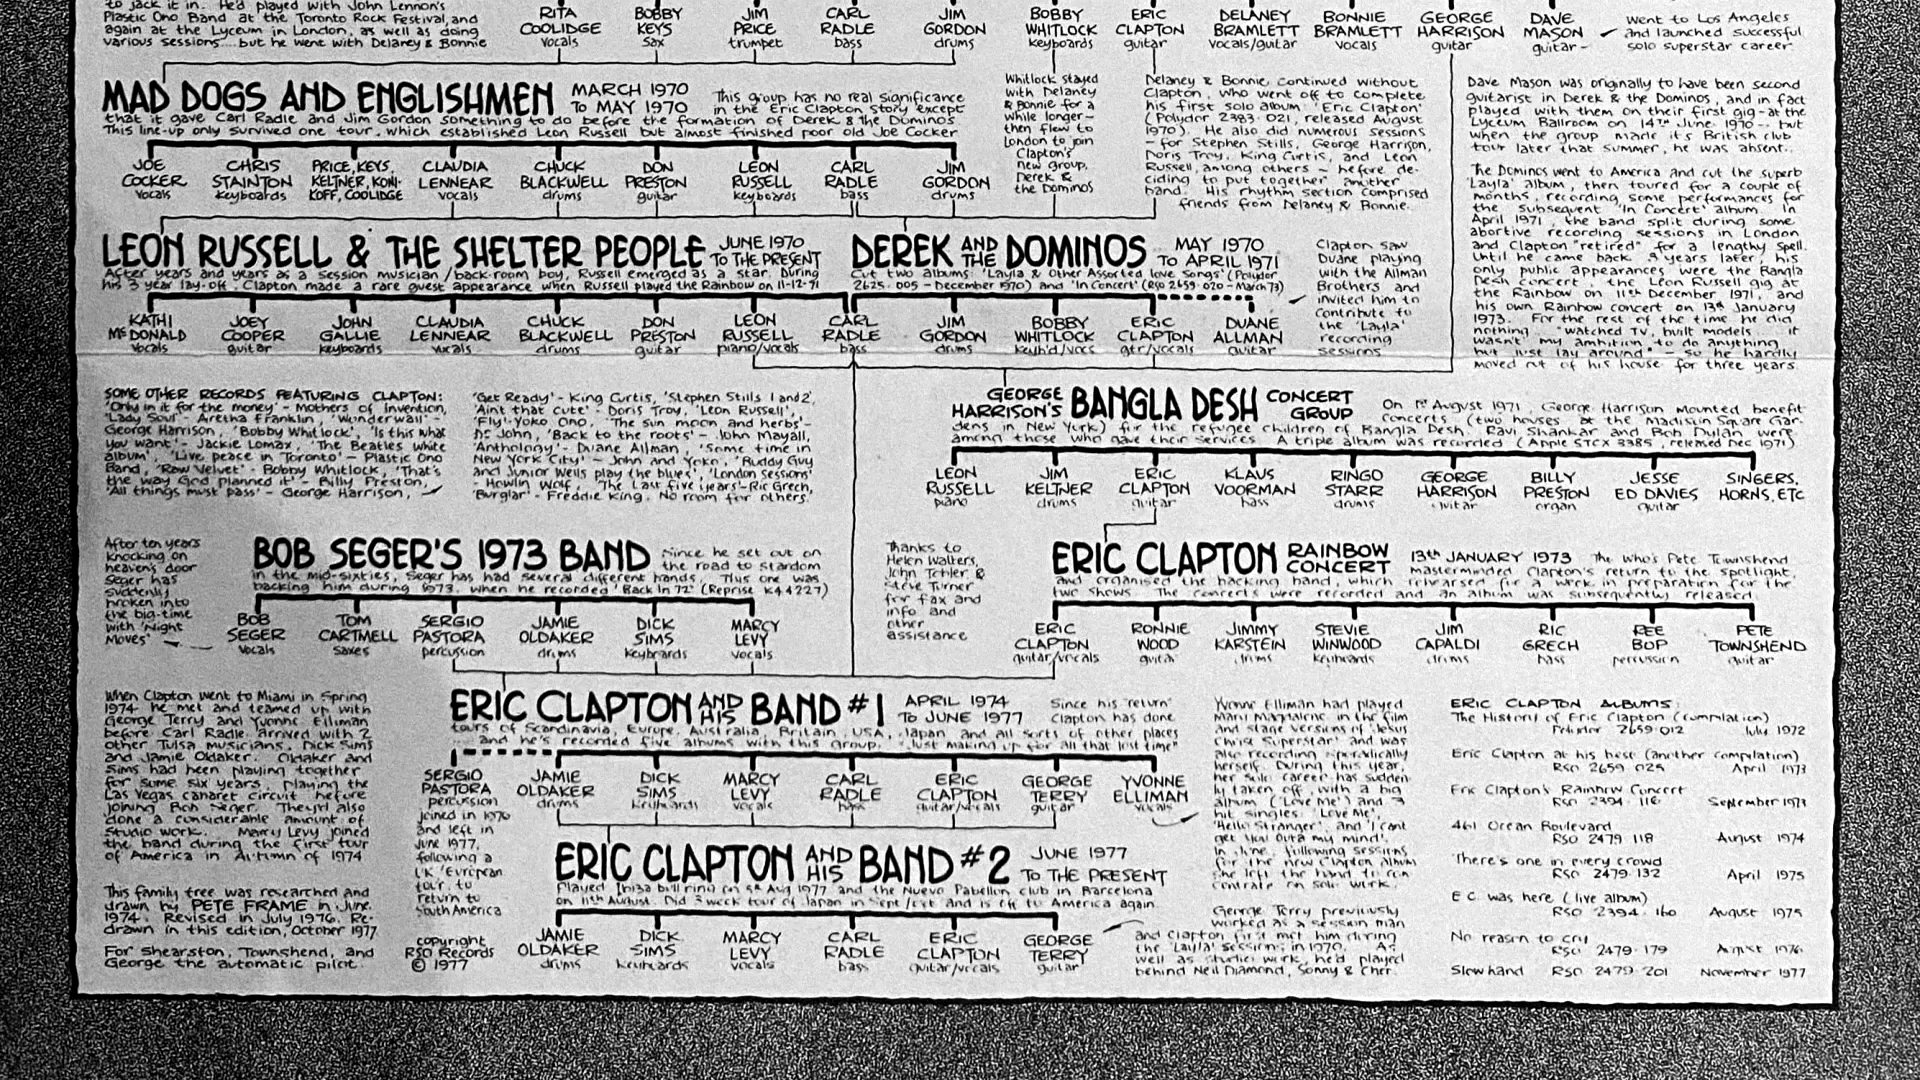 to jack it in. He'd played with John Lennon's
Plastic Ono Band at the Toronto Rock Festival, and
again at the Lyceum in London, as well as doing
various sessions....but he went with Delaney & Bonnie
RITA COOLIDGE vocals
BOBBY KEYS sax
JIM PRICE trumpet
CARL RADLE bass
JIM GORDON drums
BOBBY WHITLOCK keyboards
ERIC CLAPTON guitar
DELANEY BRAMLETT vocals/guitar
BONNIE BRAMLETT vocals
GEORGE HARRISON guitar
DAVE MASON guitar
went to Los Angeles
and launched successful
solo superstar career
MAD DOGS AND ENGLISHMEN MARCH 1970 TO MAY 1970
This group has no real significance
in the Eric Clapton story except
that it gave Carl Radle and Jim Gordon something to do before the formation of Derek & the Dominos.
This line-up only survived one tour, which established Leon Russell but almost finished poor old Joe Cocker
JOE COCKER vocals
CHRIS STAINTON keyboards
PRICE, KEYS, KELTNER, KONIKOFF, COOLIDGE
CLAUDIA LENNEAR vocals
CHUCK BLACKWELL drums
DON PRESTON guitar
LEON RUSSELL keyboards
CARL RADLE bass
JIM GORDON drums
Whitlock stayed
with Delaney
& Bonnie for a
while longer-
then flew to
London to join
Clapton's
new group,
Derek &
the Dominos
Delaney & Bonnie, continued without
Clapton, who went off to complete
his first solo album 'Eric Clapton'
(Polydor 2383-021, released August
1970). He also did numerous sessions
- for Stephen Stills, George Harrison,
Doris Troy, King Curtis, and Leon
Russell, among others - before de-
ciding to put together another
band. His rhythm section comprised
friends from Delaney & Bonnie.
Dave Mason was originally to have been second
guitarist in Derek & the Dominos, and in fact
played with them on their first gig-at the
Lyceum Ballroom on 14TH June 1970 - but
when the group made it's British club
tour later that summer, he was absent..
The Dominos went to America and cut the superb
'Layla' album, then toured for a couple of
months, recording some performances for
the subsequent 'In Concert' album. In
April 1971, the band split during some
abortive recording sessions in London
and Clapton "retired" for a lengthy spell.
Until he came back 3 years later, his
only public appearances were the Bangla
Desh concert, the Leon Russell gig at
the Rainbow on 11th December 1971, and
his own Rainbow concert on 13th January
1973. For the rest of the time he did
nothing... "watched TV, built models ... it
wasn't my ambition to do anything
but just lay around" - so he hardly
moved out of his house for three years.
LEON RUSSELL & THE SHELTER PEOPLE JUNE 1970 TO THE PRESENT
After years and years as a session musician/back-room boy, Russell emerged as a star. During
his 3 year lay-off, Clapton made a rare guest appearance when Russell played the Rainbow on 11-12-71
KATHI McDONALD vocals
JOEY COOPER guitar
JOHN GALLIE keyboards
CLAUDIA LENNEAR vocals
CHUCK BLACKWELL drums
DON PRESTON guitar
LEON RUSSELL piano/vocals
CARL RADLE bass
DEREK AND THE DOMINOS MAY 1970 TO APRIL 1971
Cut two albums: 'Layla & Other Assorted love Songs' (Polydor
2625-005 - December 1970) and 'In Concert' (RSO 2659-020 - March 73)
JIM GORDON drums
BOBBY WHITLOCK keybd/vocs
ERIC CLAPTON gtr/vocals
DUANE ALLMAN guitar
Clapton saw
Duane playing
with the Allman
Brothers and
invited him to
contribute to
the 'Layla'
recording
sessions
SOME OTHER RECORDS FEATURING CLAPTON:
'Only in it for the money' - Mothers of Invention,
'Lady Soul' - Aretha Franklin, 'Wonderwall' -
George Harrison, 'Bobby Whitlock', 'Is this what
you want' - Jackie Lomax, 'The Beatles white
album', 'Live peace in Toronto' - Plastic Ono
Band, 'Raw Velvet' - Bobby Whitlock, 'That's
the way God planned it' - Billy Preston,
'All things must pass' - George Harrison,
'Get Ready' - King Curtis, 'Stephen Stills 1 and 2',
'Ain't that cute' - Doris Troy, 'Leon Russell',
'Fly' - Yoko Ono, 'The sun moon and herbs' -
Dr John, 'Back to the roots' - John Mayall,
'Anthology' - Duane Allman, 'Some time in
New York City' - John and Yoko, 'Buddy Guy
and Junior Wells play the blues', 'London sessions'
- Howlin Wolf, 'The Last five years' - Ric Grech,
'Burglar' - Freddie King. No room for others.
GEORGE HARRISON'S BANGLA DESH CONCERT GROUP
On 1st August 1971, George Harrison mounted benefit
concerts (two houses at the Madison Square Gar-
dens in New York) for the refugee children of Bangla Desh. Ravi Shankar and Bob Dylan were
among those who gave their services. A triple album was recorded (Apple STCX 3385, released Dec 1971)
LEON RUSSELL piano
JIM KELTNER drums
ERIC CLAPTON guitar
KLAUS VOORMAN bass
RINGO STARR drums
GEORGE HARRISON guitar
BILLY PRESTON organ
JESSE ED DAVIES guitar
SINGERS, HORNS, ETC
After ten years
knocking on
heaven's door
Seger has
suddenly
broken into
the big-time
with 'Night
Moves'
BOB SEGER'S 1973 BAND
Since he set out on
the road to stardom
in the mid-sixties, Seger has had several different bands. This one was
backing him during 1973, when he recorded 'Back In 72' (Reprise K44227)
BOB SEGER vocals
TOM CARTMELL saxes
SERGIO PASTORA percussion
JAMIE OLDAKER drums
DICK SIMS keyboards
MARCY LEVY vocals
Thanks to
Helen Walters,
John Tobler &
Steve Turner
for fax and
info and
other
assistance
ERIC CLAPTON RAINBOW CONCERT 13th JANUARY 1973
The Who's Pete Townshend
masterminded Clapton's return to the spotlight,
and organised the backing band, which rehearsed for a week in preparation for the
two shows. The concerts were recorded and an album was subsequently released
ERIC CLAPTON guitar/vocals
RONNIE WOOD guitar
JIMMY KARSTEIN drums
STEVIE WINWOOD keyboards
JIM CAPALDI drums
RIC GRECH bass
REE BOP percussion
PETE TOWNSHEND guitar
When Clapton went to Miami in Spring
1974 he met and teamed up with
George Terry and Yvonne Elliman
before Carl Radle arrived with 2
other Tulsa musicians, Dick Sims
and Jamie Oldaker. Oldaker and
Sims had been playing together
for some six years, playing the
Las Vegas cabaret circuit before
joining Bob Seger. They'd also
done a considerable amount of
studio work. Marcy Levy joined
the band during the first tour
of America in Autumn of 1974
This family tree was researched and
drawn by PETE FRAME in June
1974. Revised in July 1976. Re-
drawn in this edition, October 1977.
For Shearston, Townshend, and
George the automatic pilot.
ERIC CLAPTON AND HIS BAND #1 APRIL 1974 TO JUNE 1977
Since his 'return'
Clapton has done
tours of Scandinavia, Europe, Australia, Britain, USA, Japan and all sorts of other places
.... and he's recorded five albums with this group. "Just making up for all that lost time"
SERGIO PASTORA percussion
joined in 1976
and left in
June 1977,
following a
UK/European
tour, to
return to
South America
JAMIE OLDAKER drums
DICK SIMS keyboards
MARCY LEVY vocals
CARL RADLE bass
ERIC CLAPTON guitar/vocals
GEORGE TERRY guitar
YVONNE ELLIMAN vocals
Yvonne Elliman had played
Mary Magdalene in the film
and stage versions of 'Jesus
Christ Superstar' and was
also recording sporadically
herself. During this year,
her solo career has sudden-
ly taken off, with a big
album ('Love Me') and 3
hit singles: 'Love Me',
'Hello Stranger', and 'I can't
get you outa my mind'.
In June, following sessions
for the new Clapton album
she left the band to con-
centrate on solo work.
ERIC CLAPTON AND HIS BAND #2 JUNE 1977 TO THE PRESENT
Played Ibiza bull ring on 5th Aug 1977 and the Nuevo Pabellon club in Barcelona
on 11th August. Did 3 week tour of Japan in Sept/Oct and is off to America again.
JAMIE OLDAKER drums
DICK SIMS keyboards
MARCY LEVY vocals
CARL RADLE bass
ERIC CLAPTON guitar/vocals
GEORGE TERRY guitar
George Terry previously
worked as a session man
and Clapton first met him during
the 'Layla' sessions in 1970. As
well as studio work, he'd played
behind Neil Diamond, Sonny & Cher.
copyright
RSO Records
© 1977
ERIC CLAPTON ALBUMS:
The History of Eric Clapton (compilation)
Polydor 2659-012 July 1972
Eric Clapton at his best (another compilation)
RSO 2659 025 April 1973
Eric Clapton's Rainbow Concert
RSO 2394 116 September 1973
461 Ocean Boulevard
RSO 2479 118 August 1974
There's one in every crowd
RSO 2479-132 April 1975
E C was here (live album)
RSO 2394.160 August 1975
No reason to cry
RSO 2479-179 August 1976
Slowhand RSO 2479 201 November 1977